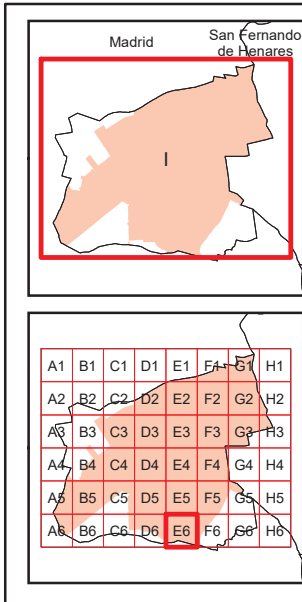 Madrid
San Fernando
de Henares
I
A1 B1 C1 D1 E1 F1 G1 H1
A2 B2 C2 D2 E2 F2 G2 H2
A3 B3 C3 D3 E3 F3 G3 H3
A4 B4 C4 D4 E4 F4 G4 H4
A5 B5 C5 D5 E5 F5 G5 H5
A6 B6 C6 D6 E6 F6 G6 H6